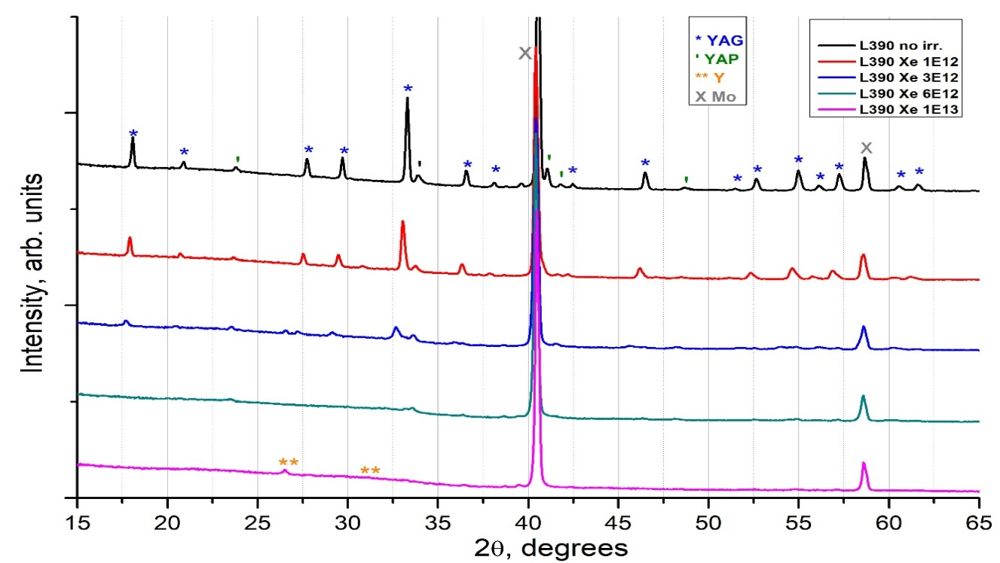 * YAG
' YAP
** Y
X Mo
L390 no irr.
L390 Xe 1E12
L390 Xe 3E12
L390 Xe 6E12
L390 Xe 1E13
X
* * ' * * * ' * * ' ' * * ' * * * * * X * *
** **
Intensity, arb. units
15 20 25 30 35 40 45 50 55 60 65
2θ, degrees